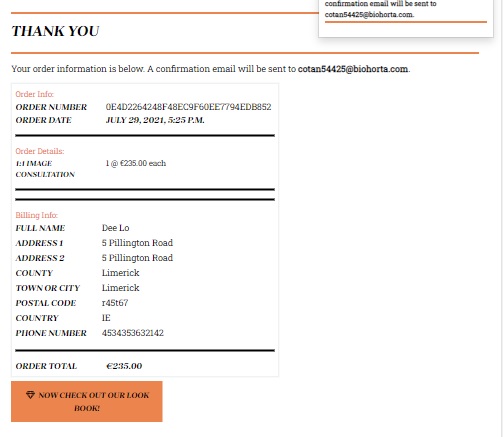 confirmation email will be sent to
cotan54425@biohorta.com.
THANK YOU
Your order information is below. A confirmation email will be sent to cotan54425@biohorta.com.
Order Info:
ORDER NUMBER 0E4D2264248F48EC9F60EE7794EDB852
ORDER DATE JULY 29, 2021, 5:25 P.M.
Order Details:
1:1 IMAGE 1 @ €235.00 each
CONSULTATION
Billing Info:
FULL NAME Dee Lo
ADDRESS 1 5 Pillington Road
ADDRESS 2 5 Pillington Road
COUNTY Limerick
TOWN OR CITY Limerick
POSTAL CODE r45t67
COUNTRY IE
PHONE NUMBER 4534353632142
ORDER TOTAL €235.00
NOW CHECK OUT OUR LOOK
BOOK!